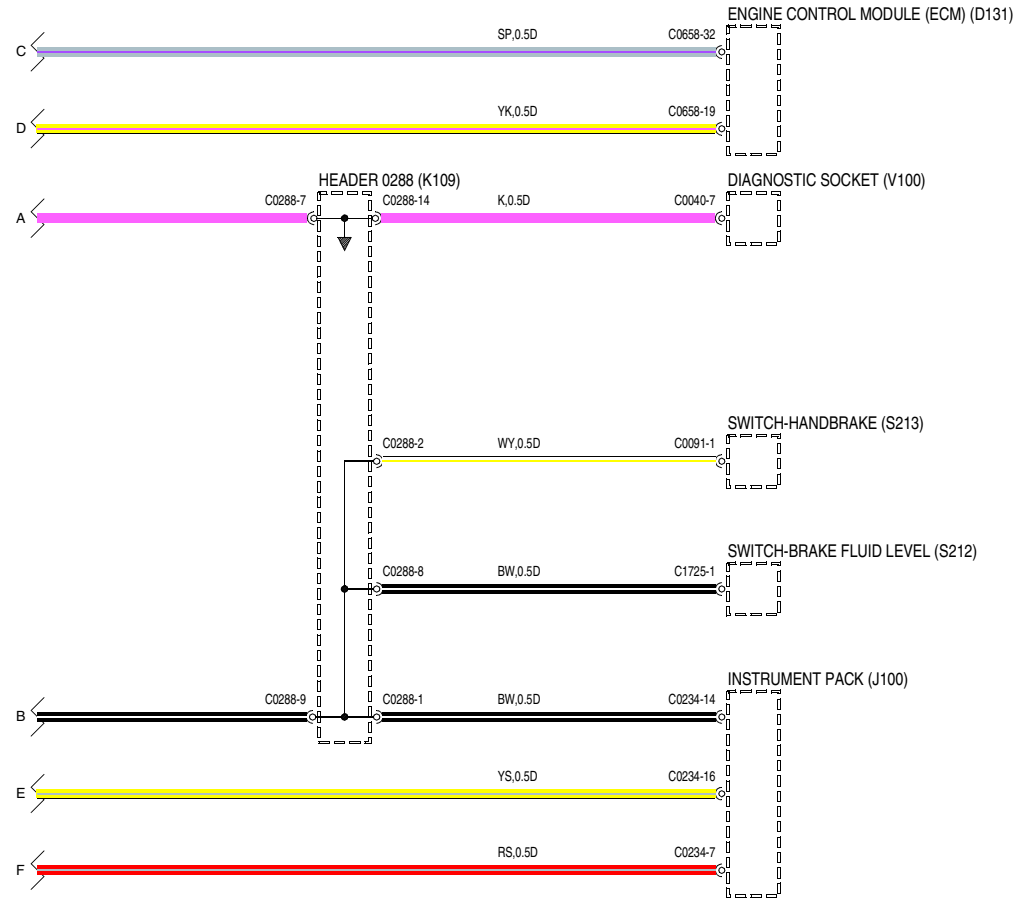 ENGINE CONTROL MODULE (ECM) (D131)
C SP,0.5D C0658-32
D YK,0.5D C0658-19
HEADER 0288 (K109) DIAGNOSTIC SOCKET (V100)
A C0288-7 C0288-14 K,0.5D C0040-7
SWITCH-HANDBRAKE (S213)
C0288-2 WY,0.5D C0091-1
SWITCH-BRAKE FLUID LEVEL (S212)
C0288-8 BW,0.5D C1725-1
INSTRUMENT PACK (J100)
B C0288-9 C0288-1 BW,0.5D C0234-14
E YS,0.5D C0234-16
F RS,0.5D C0234-7